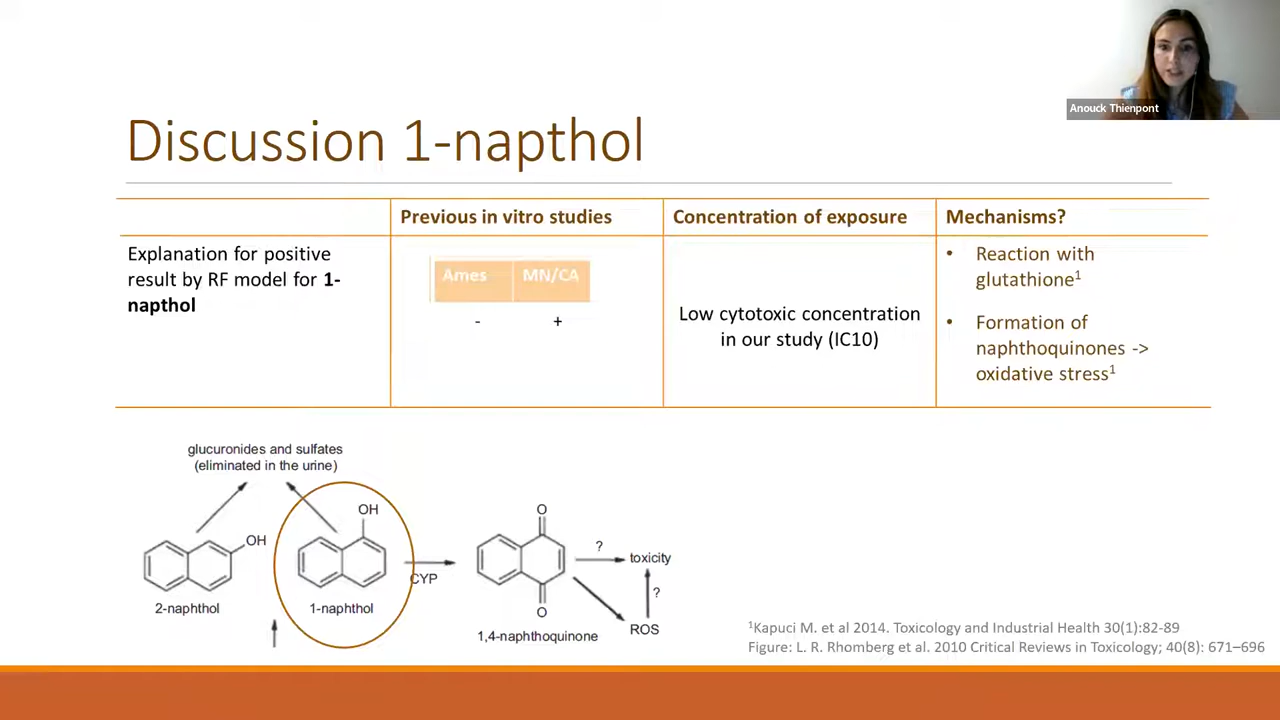 Anouck Thienpont
Discussion 1-napthol
Previous in vitro studies
Concentration of exposure
Mechanisms?
Explanation for positive
result by RF model for 1-
napthol
Ames
MN/CA
-
+
Low cytotoxic concentration
in our study (IC10)
• Reaction with
glutathione¹
• Formation of
naphthoquinones ->
oxidative stress¹
glucuronides and sulfates
(eliminated in the urine)
OH
2-naphthol
OH
1-naphthol
CYP
O
O
1,4-naphthoquinone
?
toxicity
?
ROS
¹Kapuci M. et al 2014. Toxicology and Industrial Health 30(1):82-89
Figure: L. R. Rhomberg et al. 2010 Critical Reviews in Toxicology; 40(8): 671–696